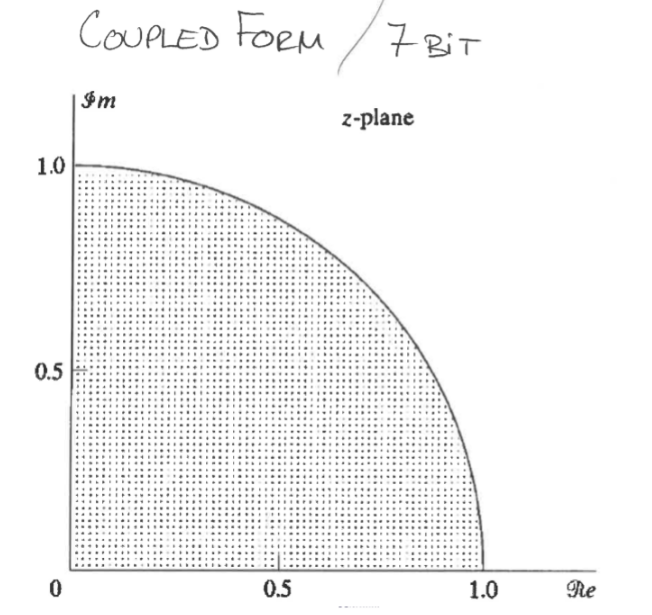 COUPLED FORM / 7 BIT
ℐm
z-plane
1.0
0.5
0
0.5
1.0
ℛe